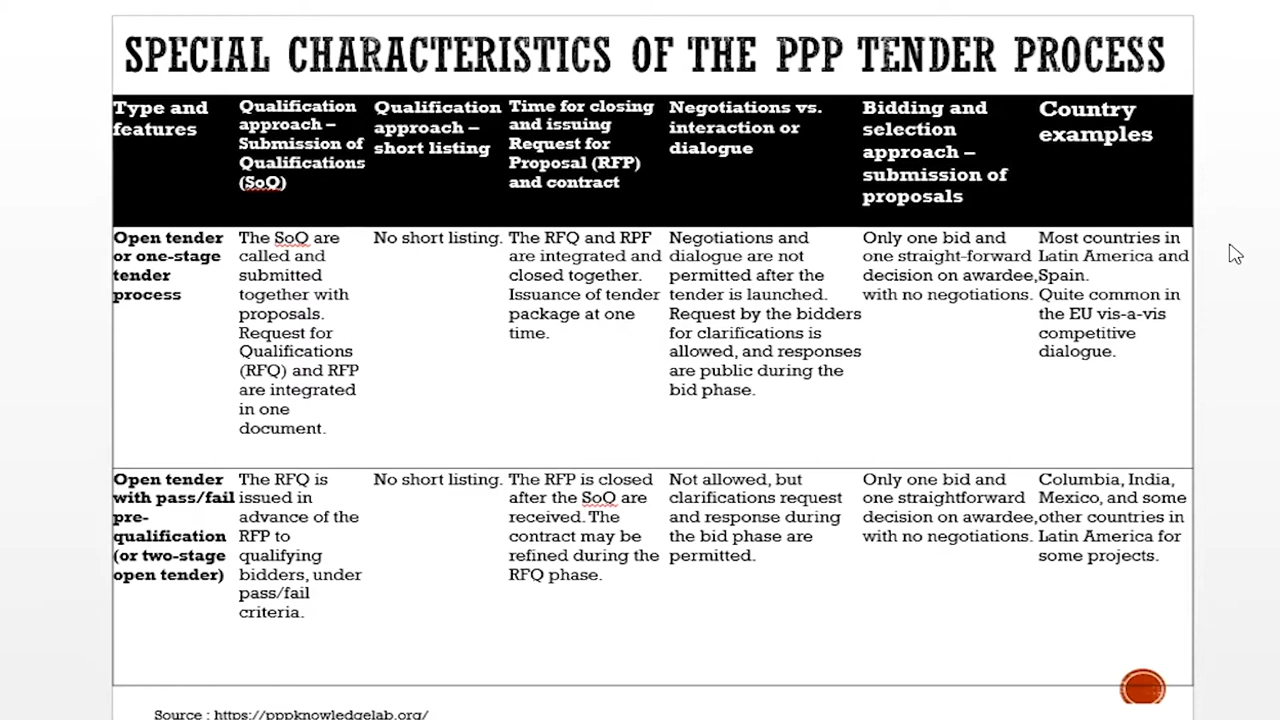 SPECIAL CHARACTERISTICS OF THE PPP TENDER PROCESS
Type and
features
Qualification
approach –
Submission of
Qualifications
(SoQ)
Qualification
approach –
short listing
Time for closing
and issuing
Request for
Proposal (RFP)
and contract
Negotiations vs.
interaction or
dialogue
Bidding and
selection
approach –
submission of
proposals
Country
examples
Open tender
or one-stage
tender
process
The SoQ are
called and
submitted
together with
proposals.
Request for
Qualifications
(RFQ) and RFP
are integrated
in one
document.
No short listing.
The RFQ and RPF
are integrated and
closed together.
Issuance of tender
package at one
time.
Negotiations and
dialogue are not
permitted after the
tender is launched.
Request by the bidders
for clarifications is
allowed, and responses
are public during the
bid phase.
Only one bid and
one straight-forward
decision on awardee,
with no negotiations.
Most countries in
Latin America and
Spain.
Quite common in
the EU vis-a-vis
competitive
dialogue.
Open tender
with pass/fail
pre-
qualification
(or two-stage
open tender)
The RFQ is
issued in
advance of the
RFP to
qualifying
bidders, under
pass/fail
criteria.
No short listing.
The RFP is closed
after the SoQ are
received. The
contract may be
refined during the
RFQ phase.
Not allowed, but
clarifications request
and response during
the bid phase are
permitted.
Only one bid and
one straightforward
decision on awardee,
with no negotiations.
Columbia, India,
Mexico, and some
other countries in
Latin America for
some projects.
Source : https://pppknowledgelab.org/